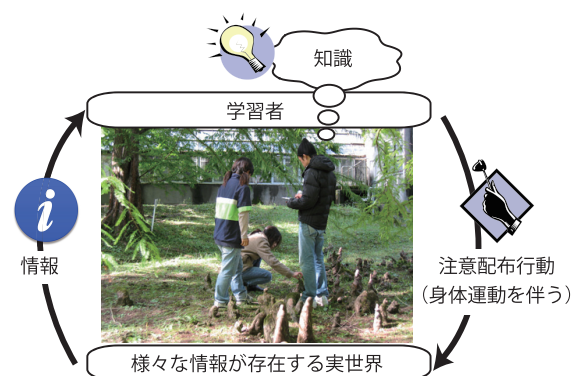 知識
学習者
i
情報
注意配布行動
（身体運動を伴う）
様々な情報が存在する実世界